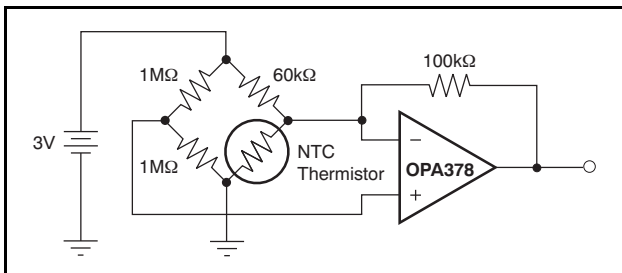 100kΩ
1MΩ
60kΩ
3V
1MΩ
NTC
Thermistor
−
OPA378
+